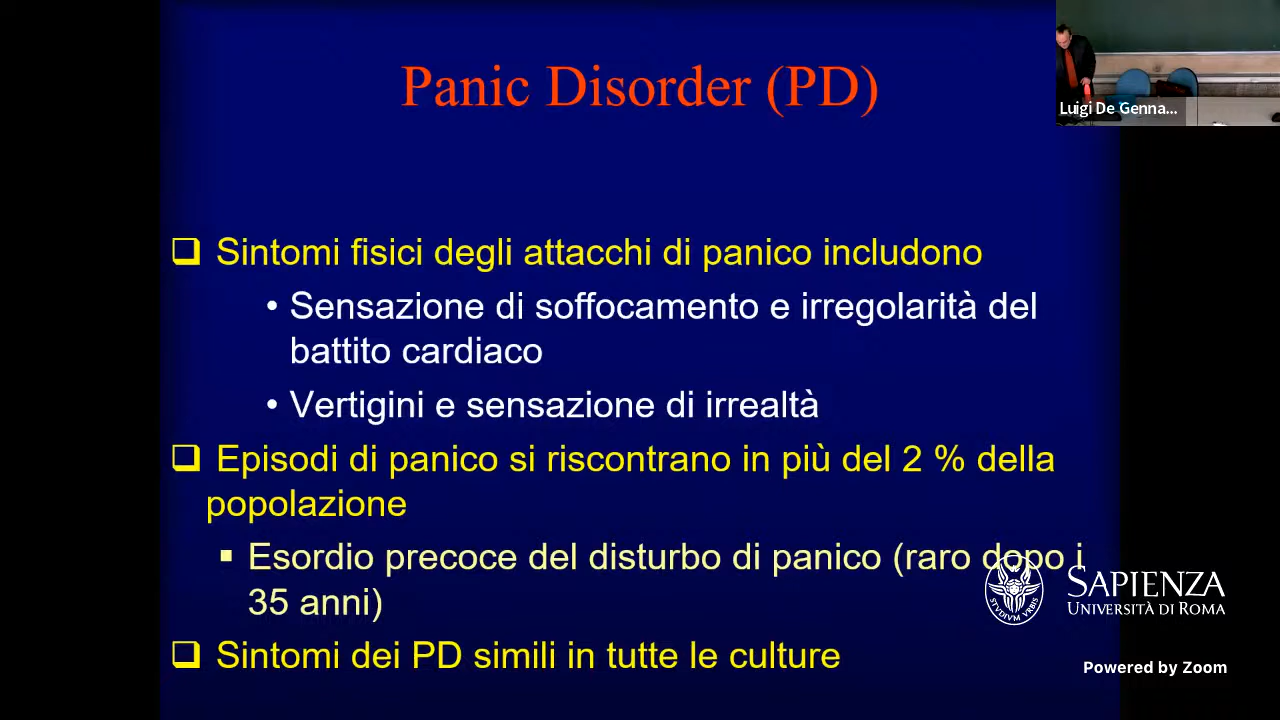 Panic Disorder (PD)
Luigi De Genna...
Sintomi fisici degli attacchi di panico includono
• Sensazione di soffocamento e irregolarità del
battito cardiaco
• Vertigini e sensazione di irrealtà
Episodi di panico si riscontrano in più del 2 % della
popolazione
Esordio precoce del disturbo di panico (raro dopo i
35 anni)
Sintomi dei PD simili in tutte le culture
STVDIVM VRBIS
SAPIENZA
UNIVERSITÀ DI ROMA
Powered by Zoom